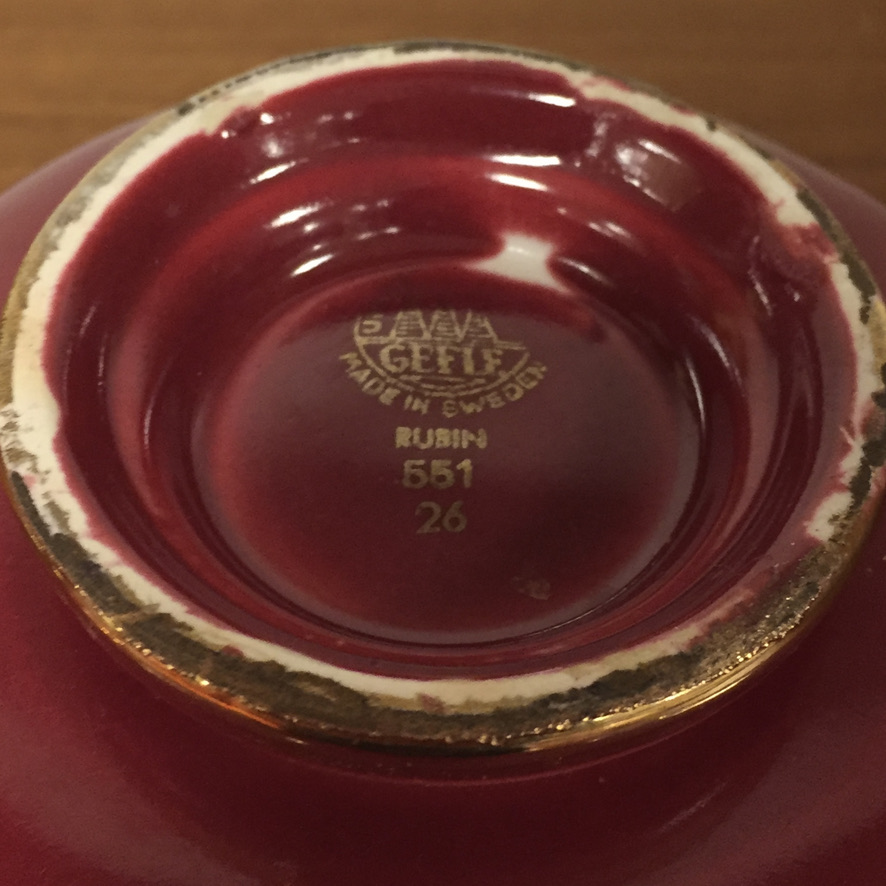 S
GEFLE
MADE IN SWEDEN
RUBIN
551
26